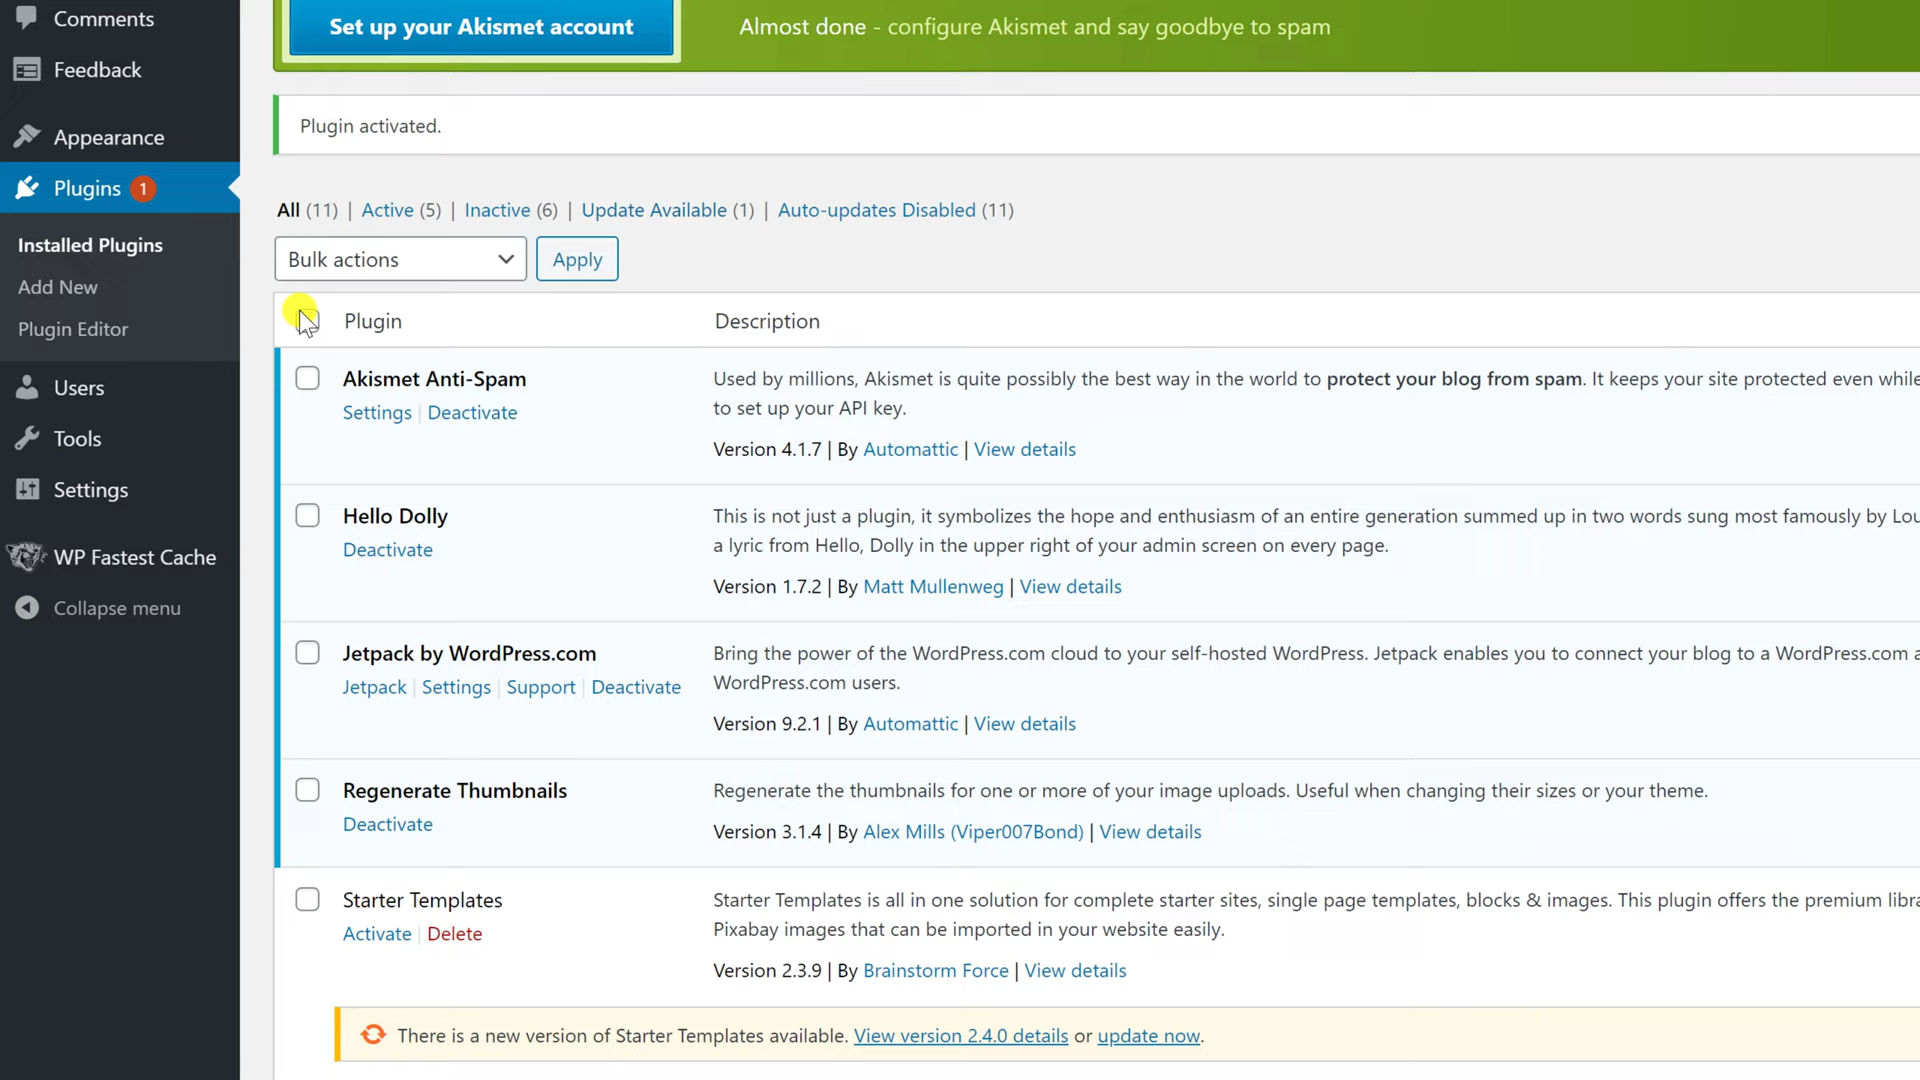 Comments
Feedback
Appearance
Plugins 1
Installed Plugins
Add New
Plugin Editor
Users
Tools
Settings
WP Fastest Cache
Collapse menu
Set up your Akismet account
Almost done - configure Akismet and say goodbye to spam
Plugin activated.
All (11) | Active (5) | Inactive (6) | Update Available (1) | Auto-updates Disabled (11)
Bulk actions
Apply
Plugin
Description
Akismet Anti-Spam
Settings | Deactivate
Used by millions, Akismet is quite possibly the best way in the world to protect your blog from spam. It keeps your site protected even while
to set up your API key.
Version 4.1.7 | By Automattic | View details
Hello Dolly
Deactivate
This is not just a plugin, it symbolizes the hope and enthusiasm of an entire generation summed up in two words sung most famously by Lou
a lyric from Hello, Dolly in the upper right of your admin screen on every page.
Version 1.7.2 | By Matt Mullenweg | View details
Jetpack by WordPress.com
Jetpack | Settings | Support | Deactivate
Bring the power of the WordPress.com cloud to your self-hosted WordPress. Jetpack enables you to connect your blog to a WordPress.com a
WordPress.com users.
Version 9.2.1 | By Automattic | View details
Regenerate Thumbnails
Deactivate
Regenerate the thumbnails for one or more of your image uploads. Useful when changing their sizes or your theme.
Version 3.1.4 | By Alex Mills (Viper007Bond) | View details
Starter Templates
Activate | Delete
Starter Templates is all in one solution for complete starter sites, single page templates, blocks & images. This plugin offers the premium libra
Pixabay images that can be imported in your website easily.
Version 2.3.9 | By Brainstorm Force | View details
There is a new version of Starter Templates available. View version 2.4.0 details or update now.